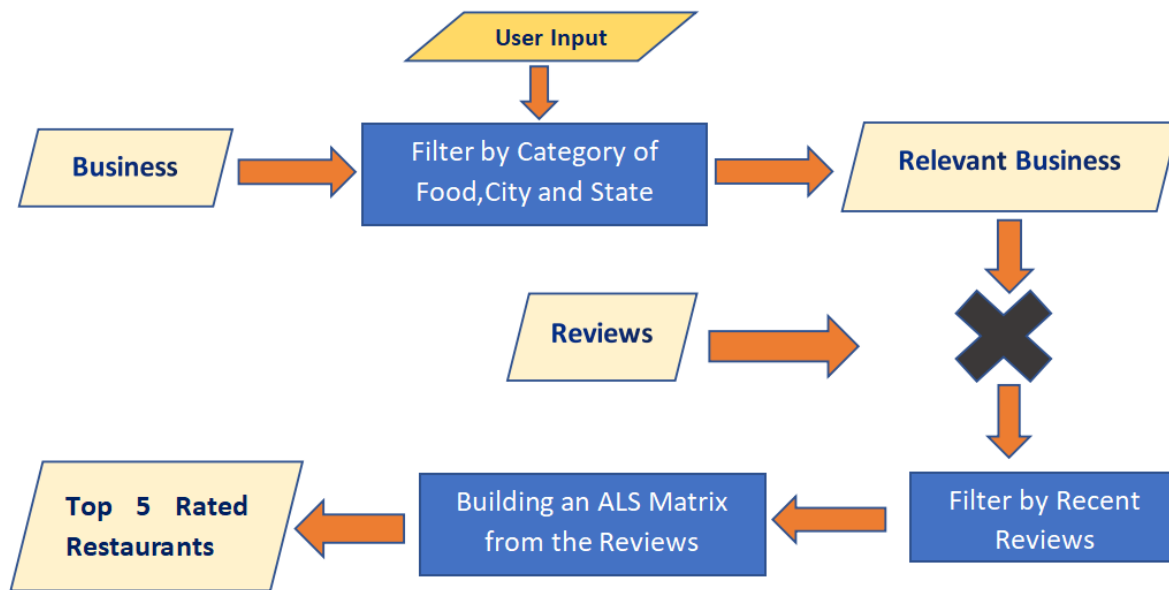 User Input
Business
Filter by Category of
Food,City and State
Relevant Business
Reviews
Top 5 Rated
Restaurants
Building an ALS Matrix
from the Reviews
Filter by Recent
Reviews